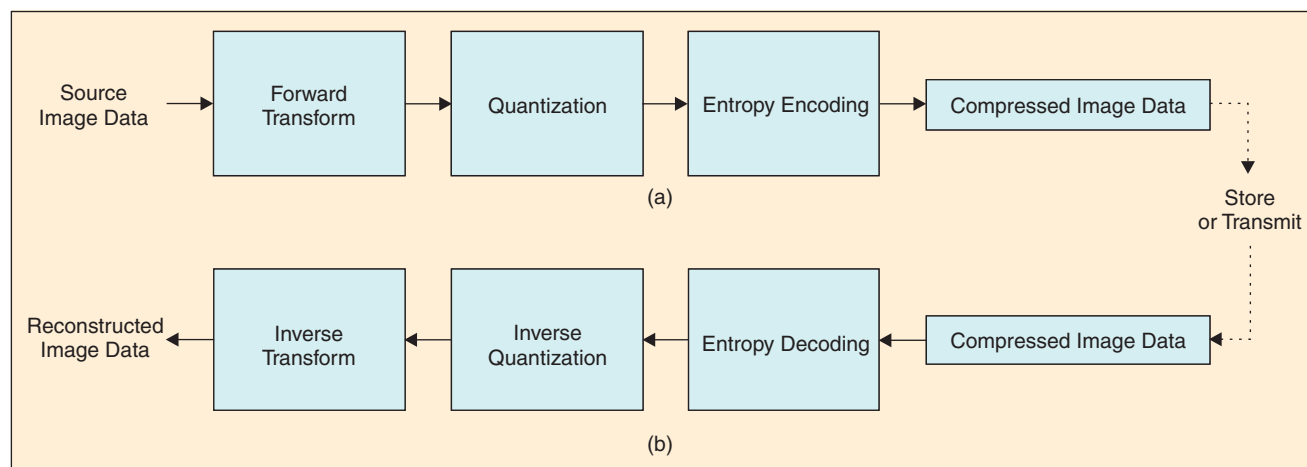 Source
Image Data
Forward
Transform
Quantization
Entropy Encoding
Compressed Image Data
(a)
Store
or Transmit
Reconstructed
Image Data
Inverse
Transform
Inverse
Quantization
Entropy Decoding
Compressed Image Data
(b)